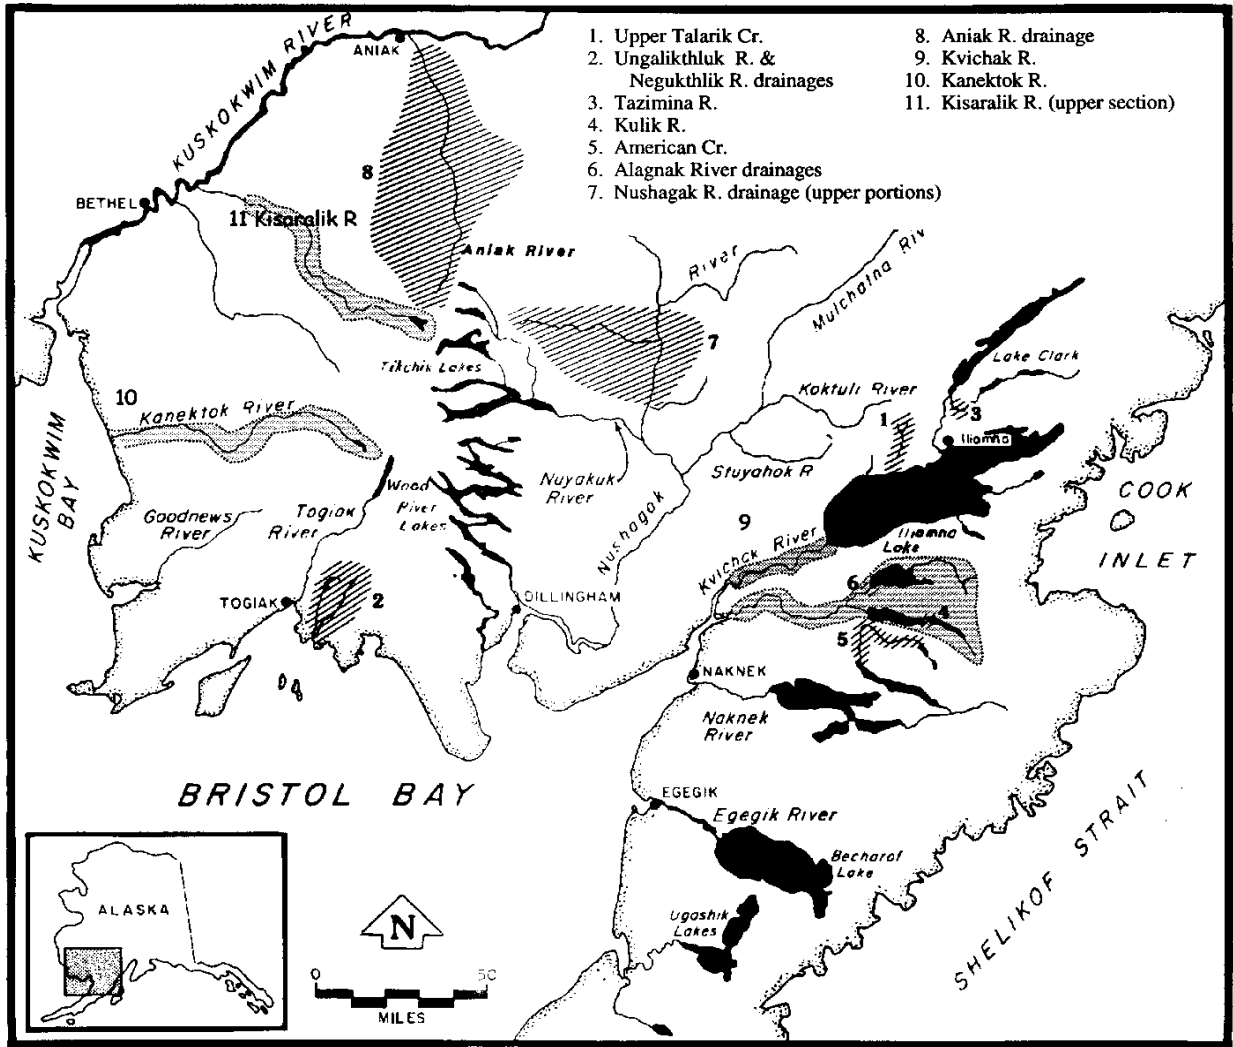 1. Upper Talarik Cr.
2. Ungalikthluk R. &
Negukthlik R. drainages
3. Tazimina R.
4. Kulik R.
5. American Cr.
6. Alagnak River drainages
7. Nushagak R. drainage (upper portions)
8. Aniak R. drainage
9. Kvichak R.
10. Kanektok R.
11. Kisaralik R. (upper section)
KUSKOKWIM RIVER
ANIAK
8
BETHEL
11 Kisaralik R
Aniak River
River
Mulchatna Riv
7
Tikchik Lakes
Lake Clark
Koktuli River
3
1
Iliamna
10
Kanektok River
KUSKOKWIM
BAY
Stuyahok R
Nuyakuk
River
Wood
River
Lakes
Togiak
River
Goodnews
River
Nushagak
9
Kvichak River
Iliamna
Lake
COOK
INLET
6
4
5
TOGIAK
2
DILLINGHAM
NAKNEK
Naknek
River
BRISTOL BAY
EGEGIK
Egegik River
Becharof
Lake
Ugashik
Lakes
SHELIKOF STRAIT
ALASKA
N
0 50
MILES